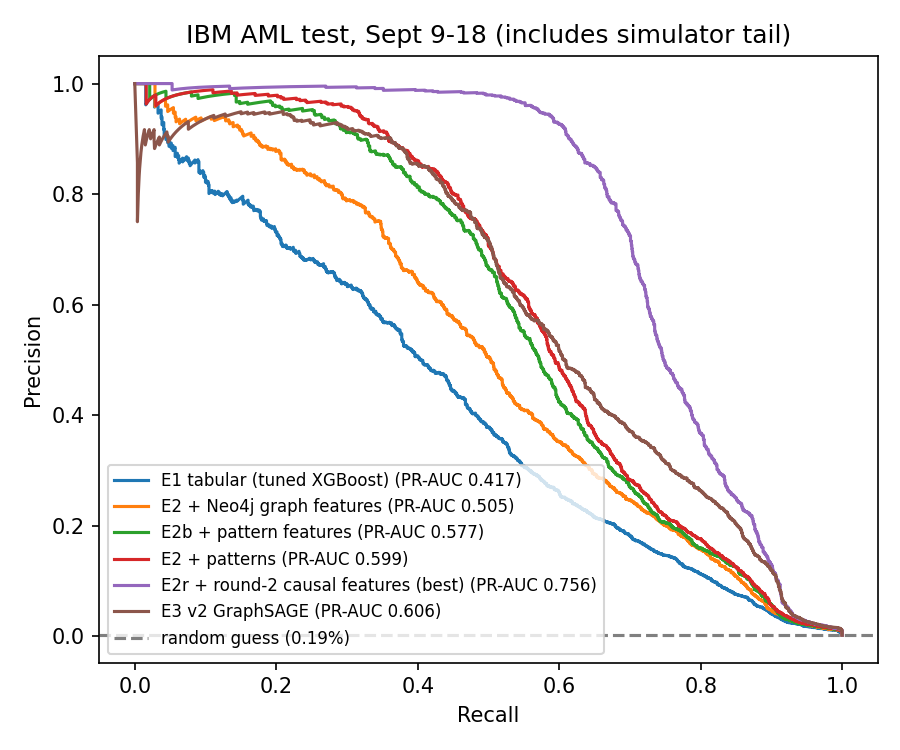 IBM AML test, Sept 9-18 (includes simulator tail)
1.0
0.8
0.6
0.4
0.2
0.0
Precision
E1 tabular (tuned XGBoost) (PR-AUC 0.417)
E2 + Neo4j graph features (PR-AUC 0.505)
E2b + pattern features (PR-AUC 0.577)
E2 + patterns (PR-AUC 0.599)
E2r + round-2 causal features (best) (PR-AUC 0.756)
E3 v2 GraphSAGE (PR-AUC 0.606)
random guess (0.19%)
0.0 0.2 0.4 0.6 0.8 1.0
Recall